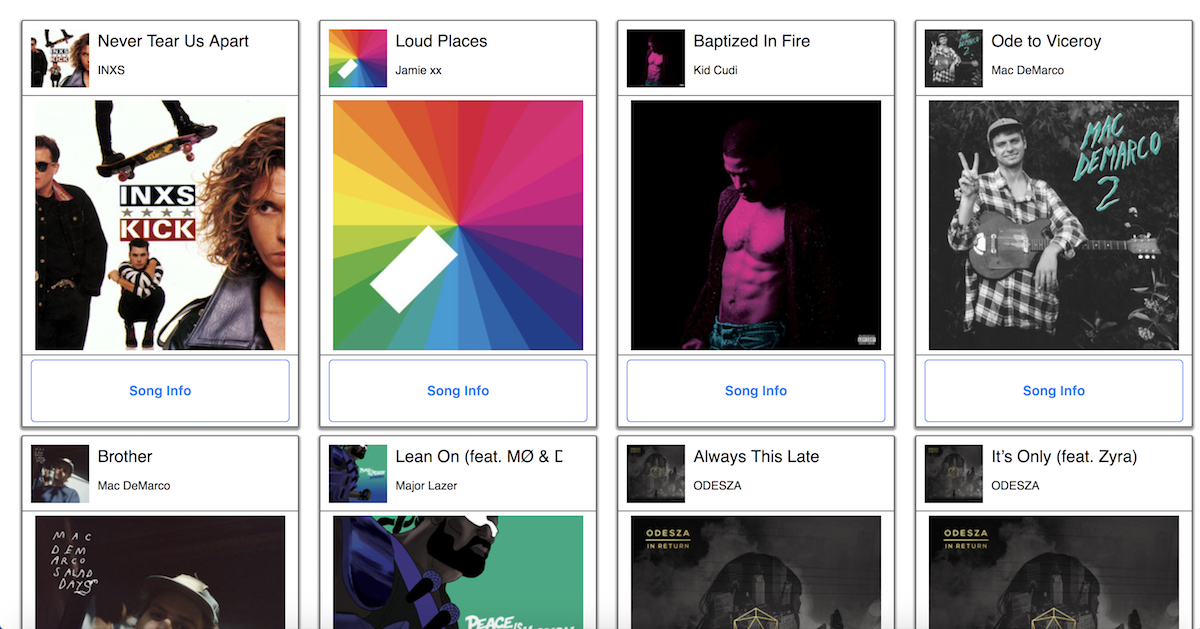 Never Tear Us Apart
INXS
INXS
KICK
Song Info
Loud Places
Jamie xx
Song Info
Baptized In Fire
Kid Cudi
Song Info
Ode to Viceroy
Mac DeMarco
MAC
DEMARCO
2
Song Info
Brother
Mac DeMarco
MAC
DEM
ARCO
SALAD
DAYS
Lean On (feat. MØ & D
Major Lazer
PEACE IS
Always This Late
ODESZA
ODESZA
IN RETURN
It's Only (feat. Zyra)
ODESZA
ODESZA
IN RETURN